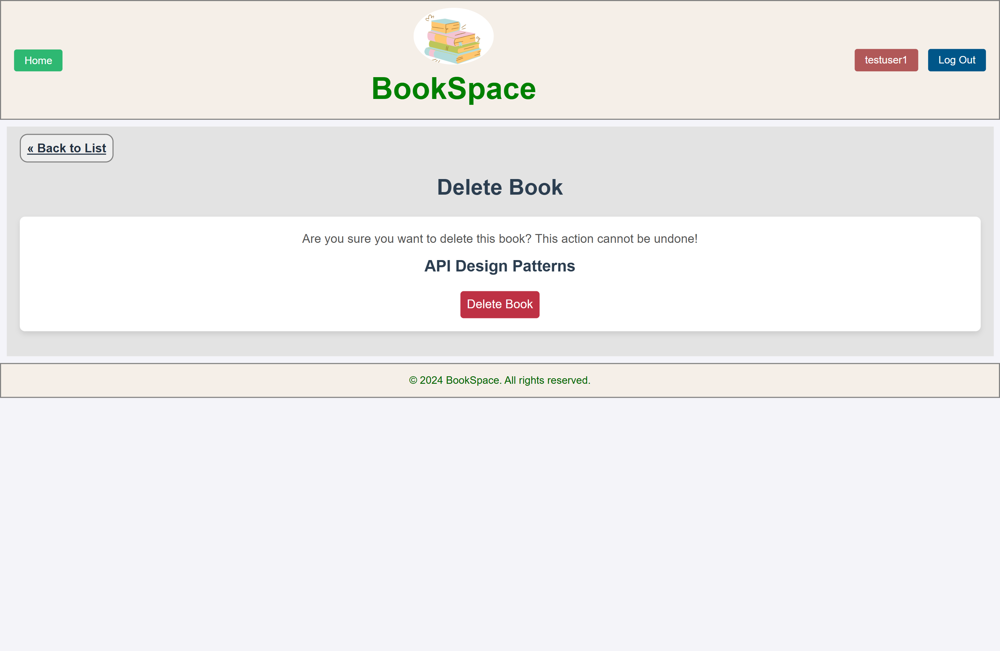 Home
BookSpace
testuser1
Log Out
« Back to List
Delete Book
Are you sure you want to delete this book? This action cannot be undone!
API Design Patterns
Delete Book
© 2024 BookSpace. All rights reserved.